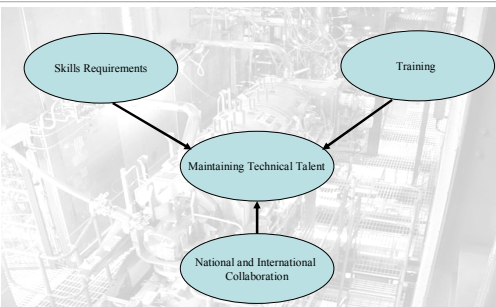 Skills Requirements
Training
Maintaining Technical Talent
National and International
Collaboration